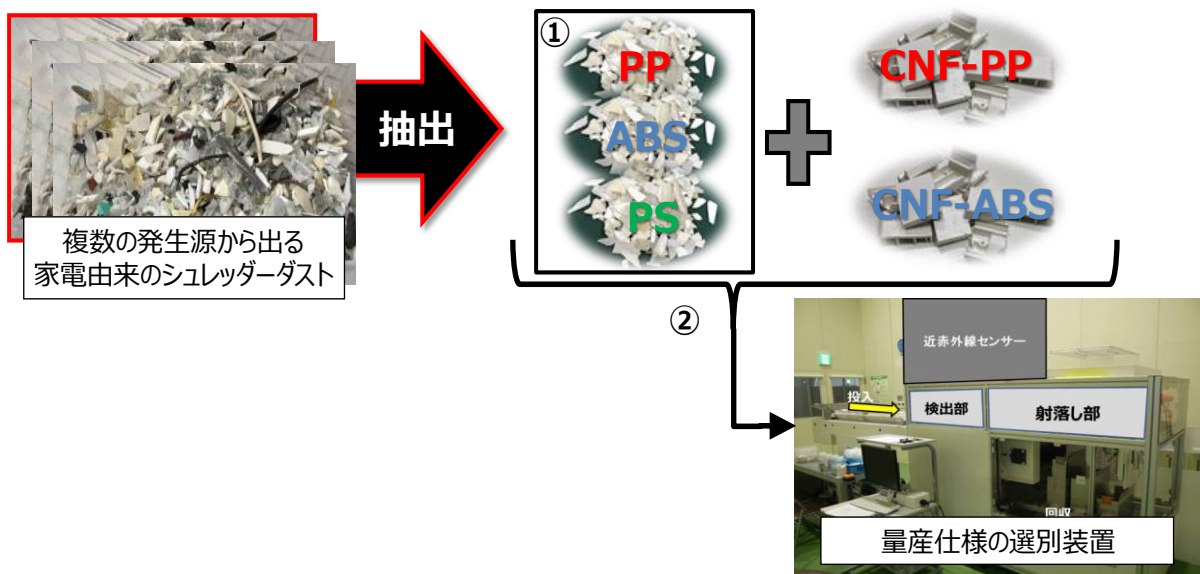 複数の発生源から出る
家電由来のシュレッダーダスト
抽出
①
PP
ABS
PS
CNF-PP
CNF-ABS
②
近赤外線センサー
投入
検出部
射落し部
回収
量産仕様の選別装置